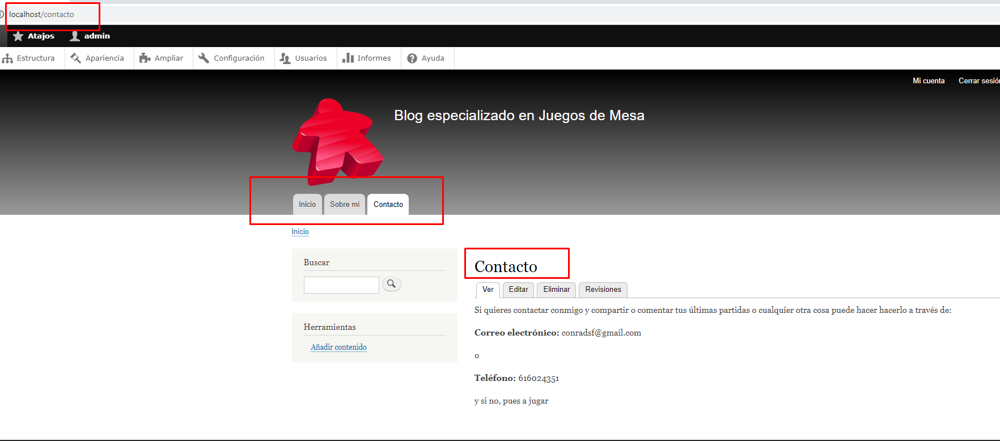 localhost/contacto
Atajos admin
Estructura Apariencia Ampliar Configuración Usuarios Informes Ayuda
Mi cuenta Cerrar sesión
Blog especializado en Juegos de Mesa
Inicio Sobre mi Contacto
Inicio
Buscar
Contacto
Ver Editar Eliminar Revisiones
Si quieres contactar conmigo y compartir o comentar tus últimas partidas o cualquier otra cosa puede hacer hacerlo a través de:
Herramientas
Correo electrónico: conradsf@gmail.com
Añadir contenido
o
Teléfono: 616024351
y si no, pues a jugar